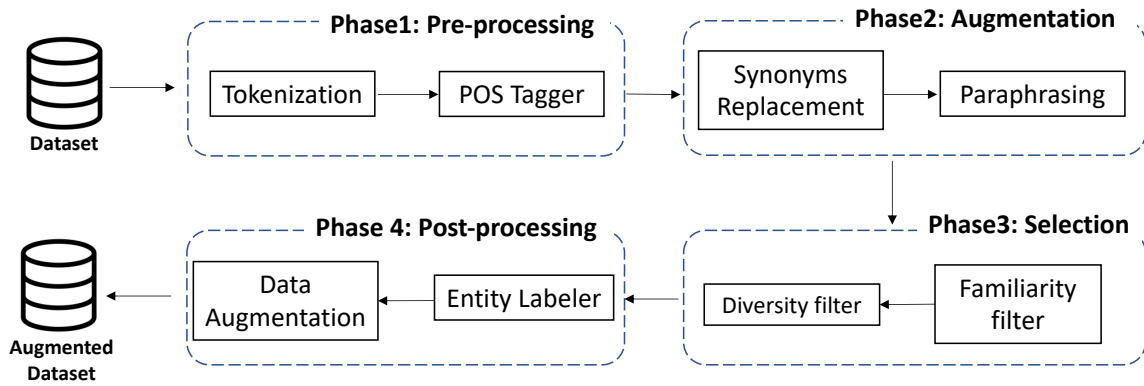 Phase1: Pre-processing
Phase2: Augmentation
Tokenization
POS Tagger
Synonyms
Replacement
Paraphrasing
Dataset
Phase3: Selection
Familiarity
filter
Diversity filter
Phase 4: Post-processing
Entity Labeler
Data
Augmentation
Augmented
Dataset